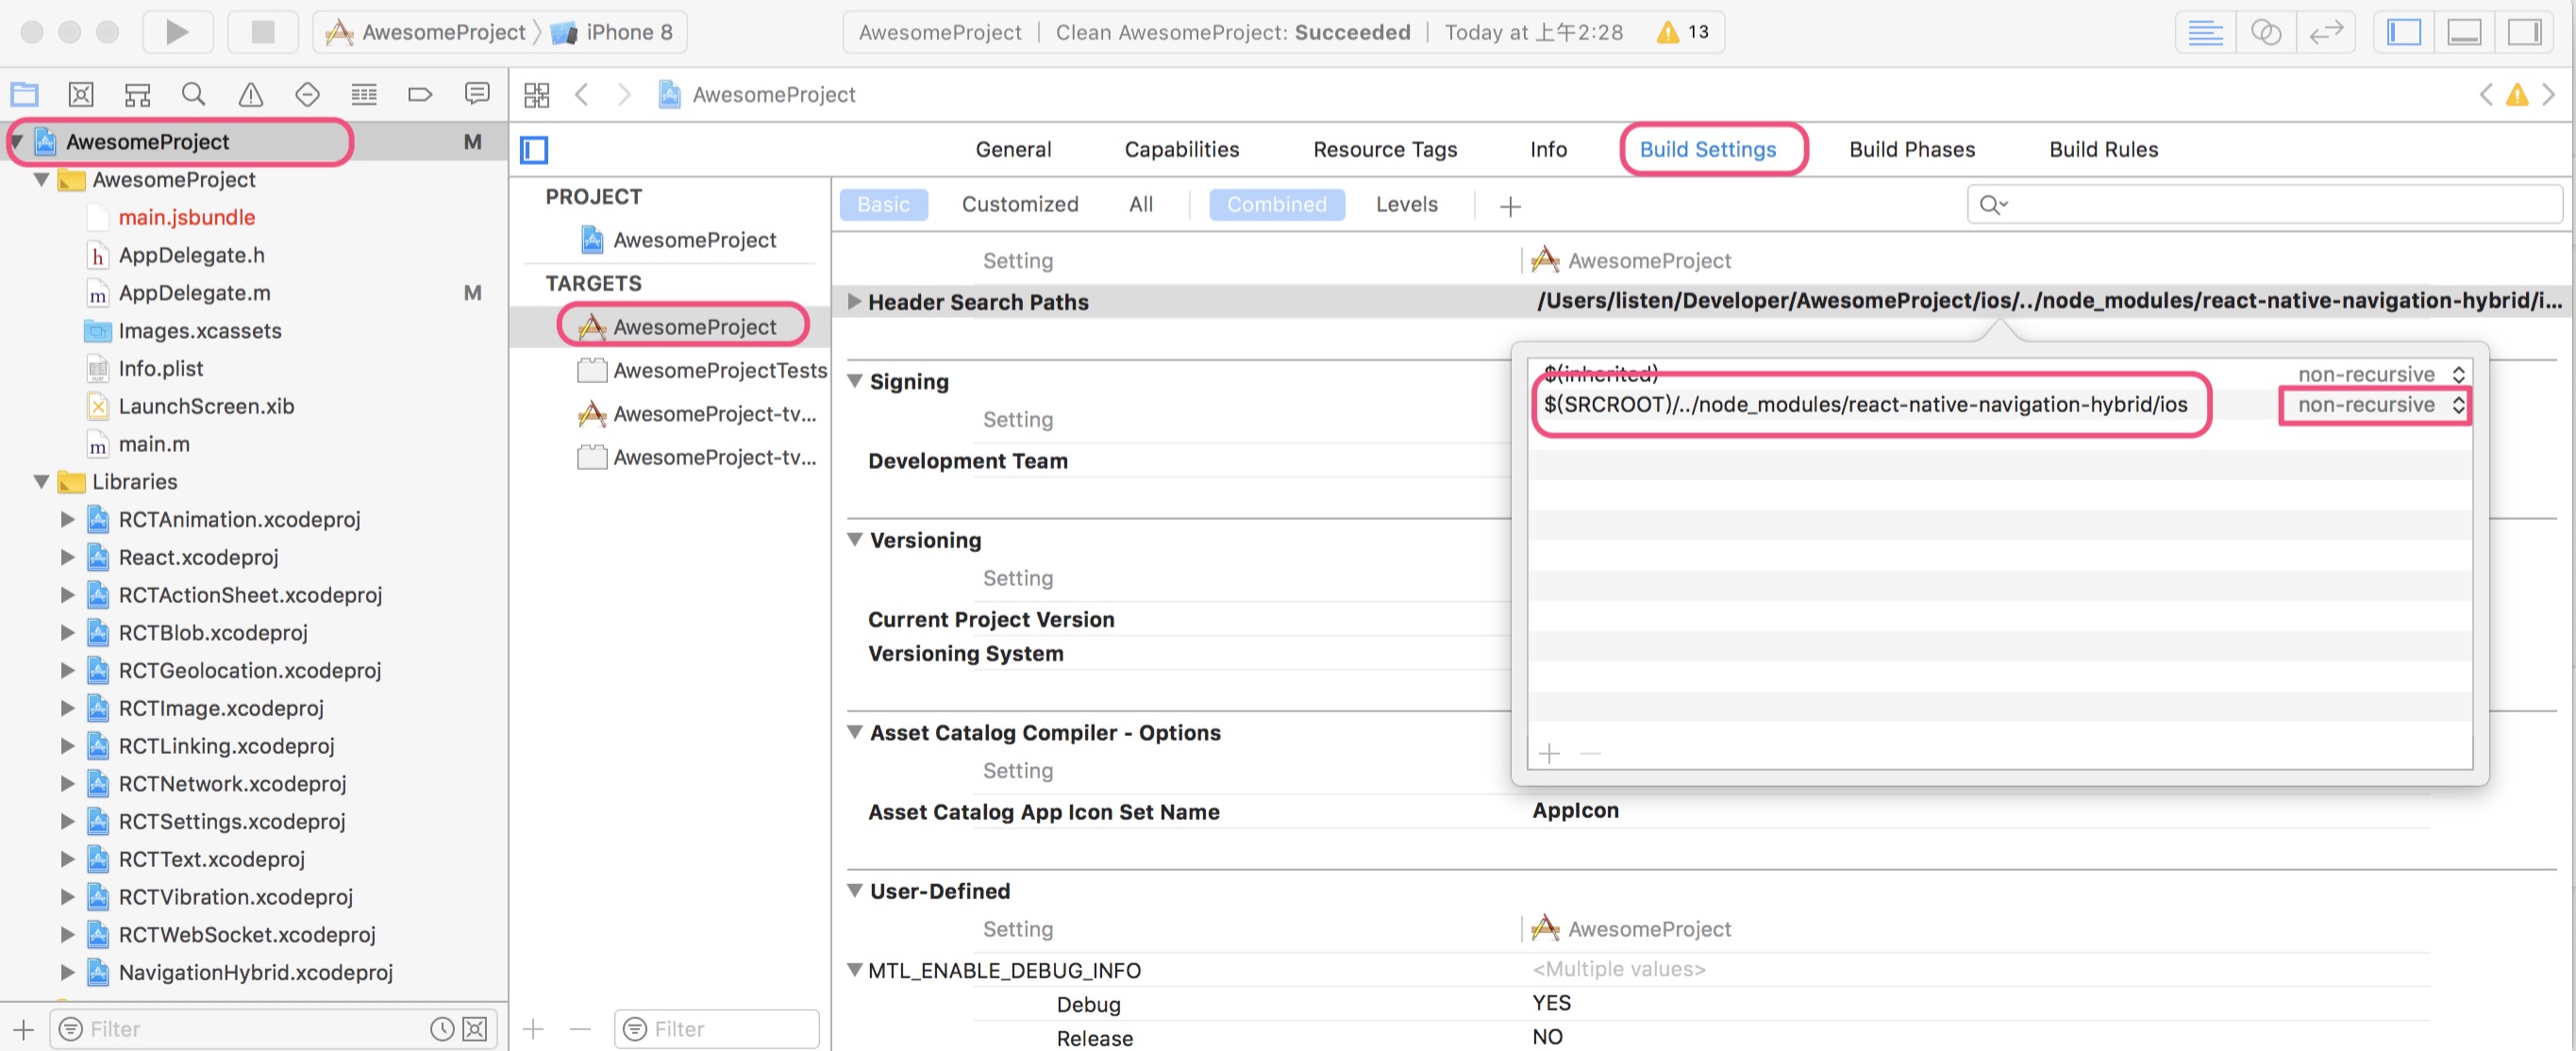 AwesomeProject
iPhone 8
AwesomeProject | Clean AwesomeProject: Succeeded | Today at 上午2:28
13
AwesomeProject M
AwesomeProject
main.jsbundle
AppDelegate.h
AppDelegate.m M
Images.xcassets
Info.plist
LaunchScreen.xib
main.m
Libraries
RCTAnimation.xcodeproj
React.xcodeproj
RCTActionSheet.xcodeproj
RCTBlob.xcodeproj
RCTGeolocation.xcodeproj
RCTImage.xcodeproj
RCTLinking.xcodeproj
RCTNetwork.xcodeproj
RCTSettings.xcodeproj
RCTText.xcodeproj
RCTVibration.xcodeproj
RCTWebSocket.xcodeproj
NavigationHybrid.xcodeproj
Filter
AwesomeProject
General Capabilities Resource Tags Info Build Settings Build Phases Build Rules
PROJECT
AwesomeProject
TARGETS
AwesomeProject
AwesomeProjectTests
AwesomeProject-tv...
AwesomeProject-tv...
Filter
Basic Customized All Combined Levels
Setting AwesomeProject
Header Search Paths /Users/listen/Developer/AwesomeProject/ios/../node_modules/react-native-navigation-hybrid/i...
$(inherited) non-recursive
$(SRCROOT)/../node_modules/react-native-navigation-hybrid/ios non-recursive
Signing
Setting
Development Team
Versioning
Setting
Current Project Version
Versioning System
Asset Catalog Compiler - Options
Setting
Asset Catalog App Icon Set Name AppIcon
User-Defined
Setting AwesomeProject
MTL_ENABLE_DEBUG_INFO <Multiple values>
Debug YES
Release NO